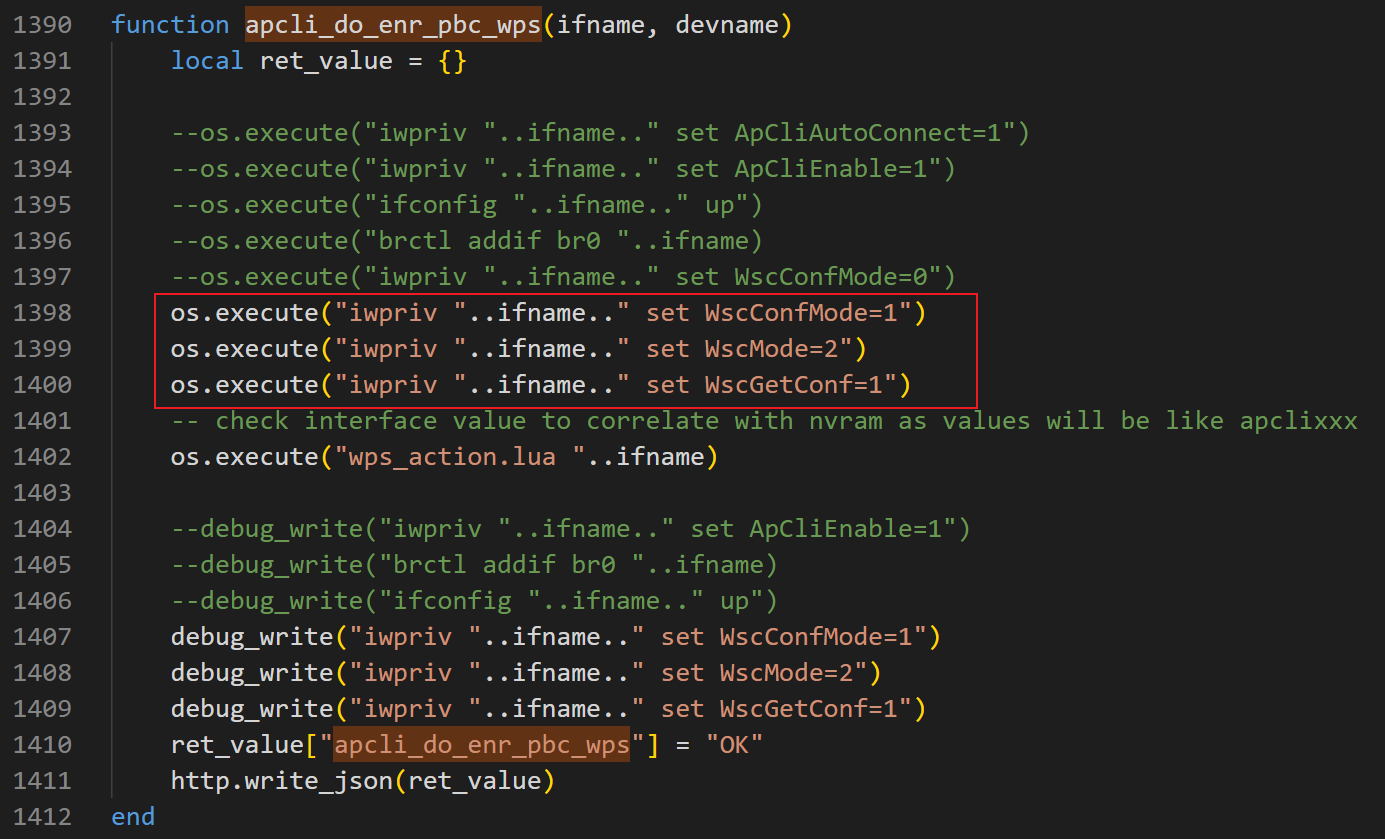 1390 function apcli_do_enr_pbc_wps(ifname, devname)
1391     local ret_value = {}
1392
1393     --os.execute("iwpriv "..ifname.." set ApCliAutoConnect=1")
1394     --os.execute("iwpriv "..ifname.." set ApCliEnable=1")
1395     --os.execute("ifconfig "..ifname.." up")
1396     --os.execute("brctl addif br0 "..ifname)
1397     --os.execute("iwpriv "..ifname.." set WscConfMode=0")
1398     os.execute("iwpriv "..ifname.." set WscConfMode=1")
1399     os.execute("iwpriv "..ifname.." set WscMode=2")
1400     os.execute("iwpriv "..ifname.." set WscGetConf=1")
1401     -- check interface value to correlate with nvram as values will be like apclixxx
1402     os.execute("wps_action.lua "..ifname)
1403
1404     --debug_write("iwpriv "..ifname.." set ApCliEnable=1")
1405     --debug_write("brctl addif br0 "..ifname)
1406     --debug_write("ifconfig "..ifname.." up")
1407     debug_write("iwpriv "..ifname.." set WscConfMode=1")
1408     debug_write("iwpriv "..ifname.." set WscMode=2")
1409     debug_write("iwpriv "..ifname.." set WscGetConf=1")
1410     ret_value["apcli_do_enr_pbc_wps"] = "OK"
1411     http.write_json(ret_value)
1412 end